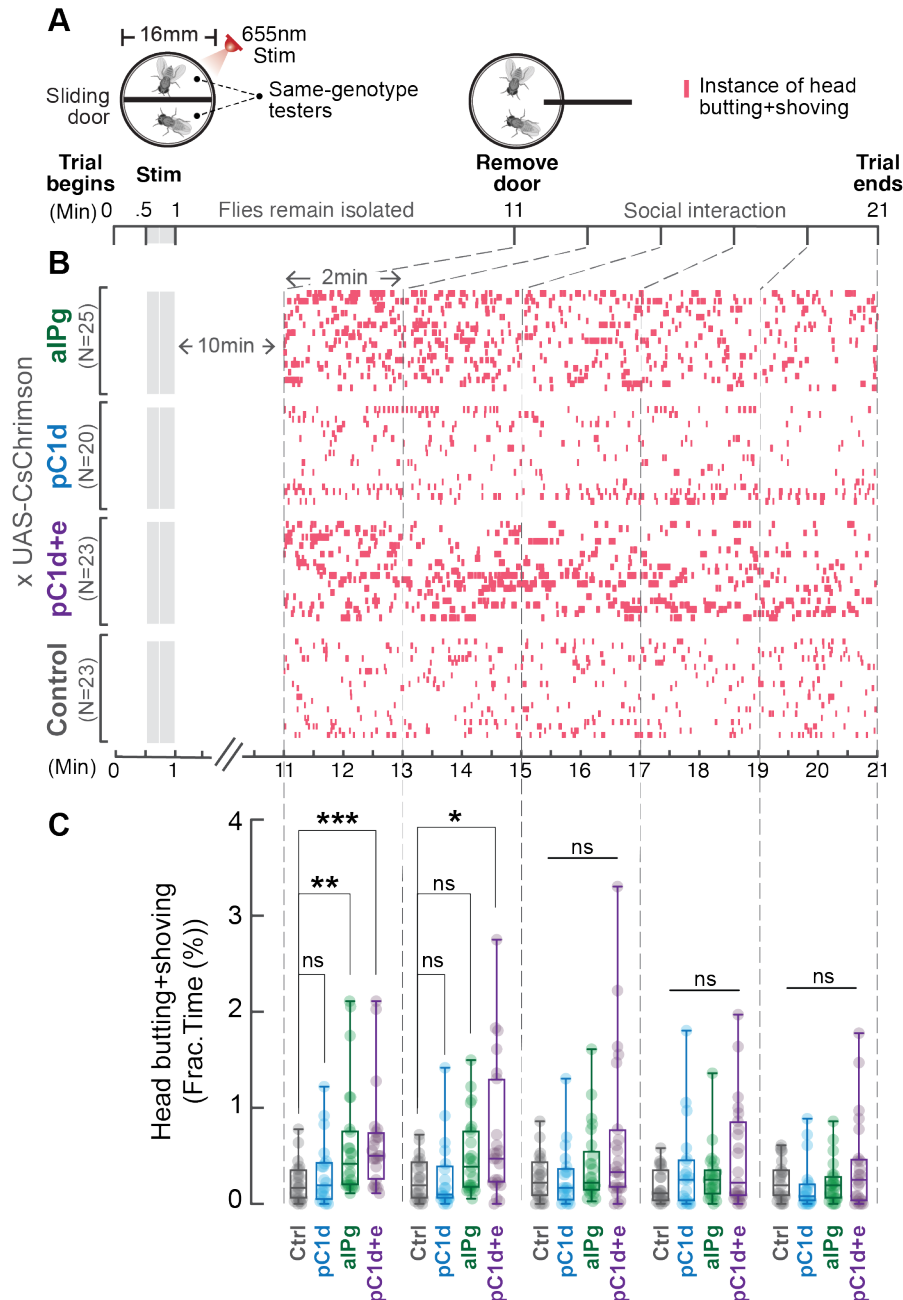 A
16mm
655nm
Stim
Sliding
door
Same-genotype
testers
Instance of head
butting+shoving
Trial
begins
Stim
Remove
door
Trial
ends
(Min) 0 .5 1 Flies remain isolated 11 Social interaction 21
B
2min
10min
x UAS-CsChrimson
aIPg
(N=25)
pC1d
(N=20)
pC1d+e
(N=23)
Control
(N=23)
(Min) 0 1 11 12 13 14 15 16 17 18 19 20 21
C
Head butting+shoving
(Frac.Time (%))
4
3
2
1
0
***
**
ns
*
ns
ns
ns
ns
ns
Ctrl pC1d aIPg pC1d+e Ctrl pC1d aIPg pC1d+e Ctrl pC1d aIPg pC1d+e Ctrl pC1d aIPg pC1d+e Ctrl pC1d aIPg pC1d+e